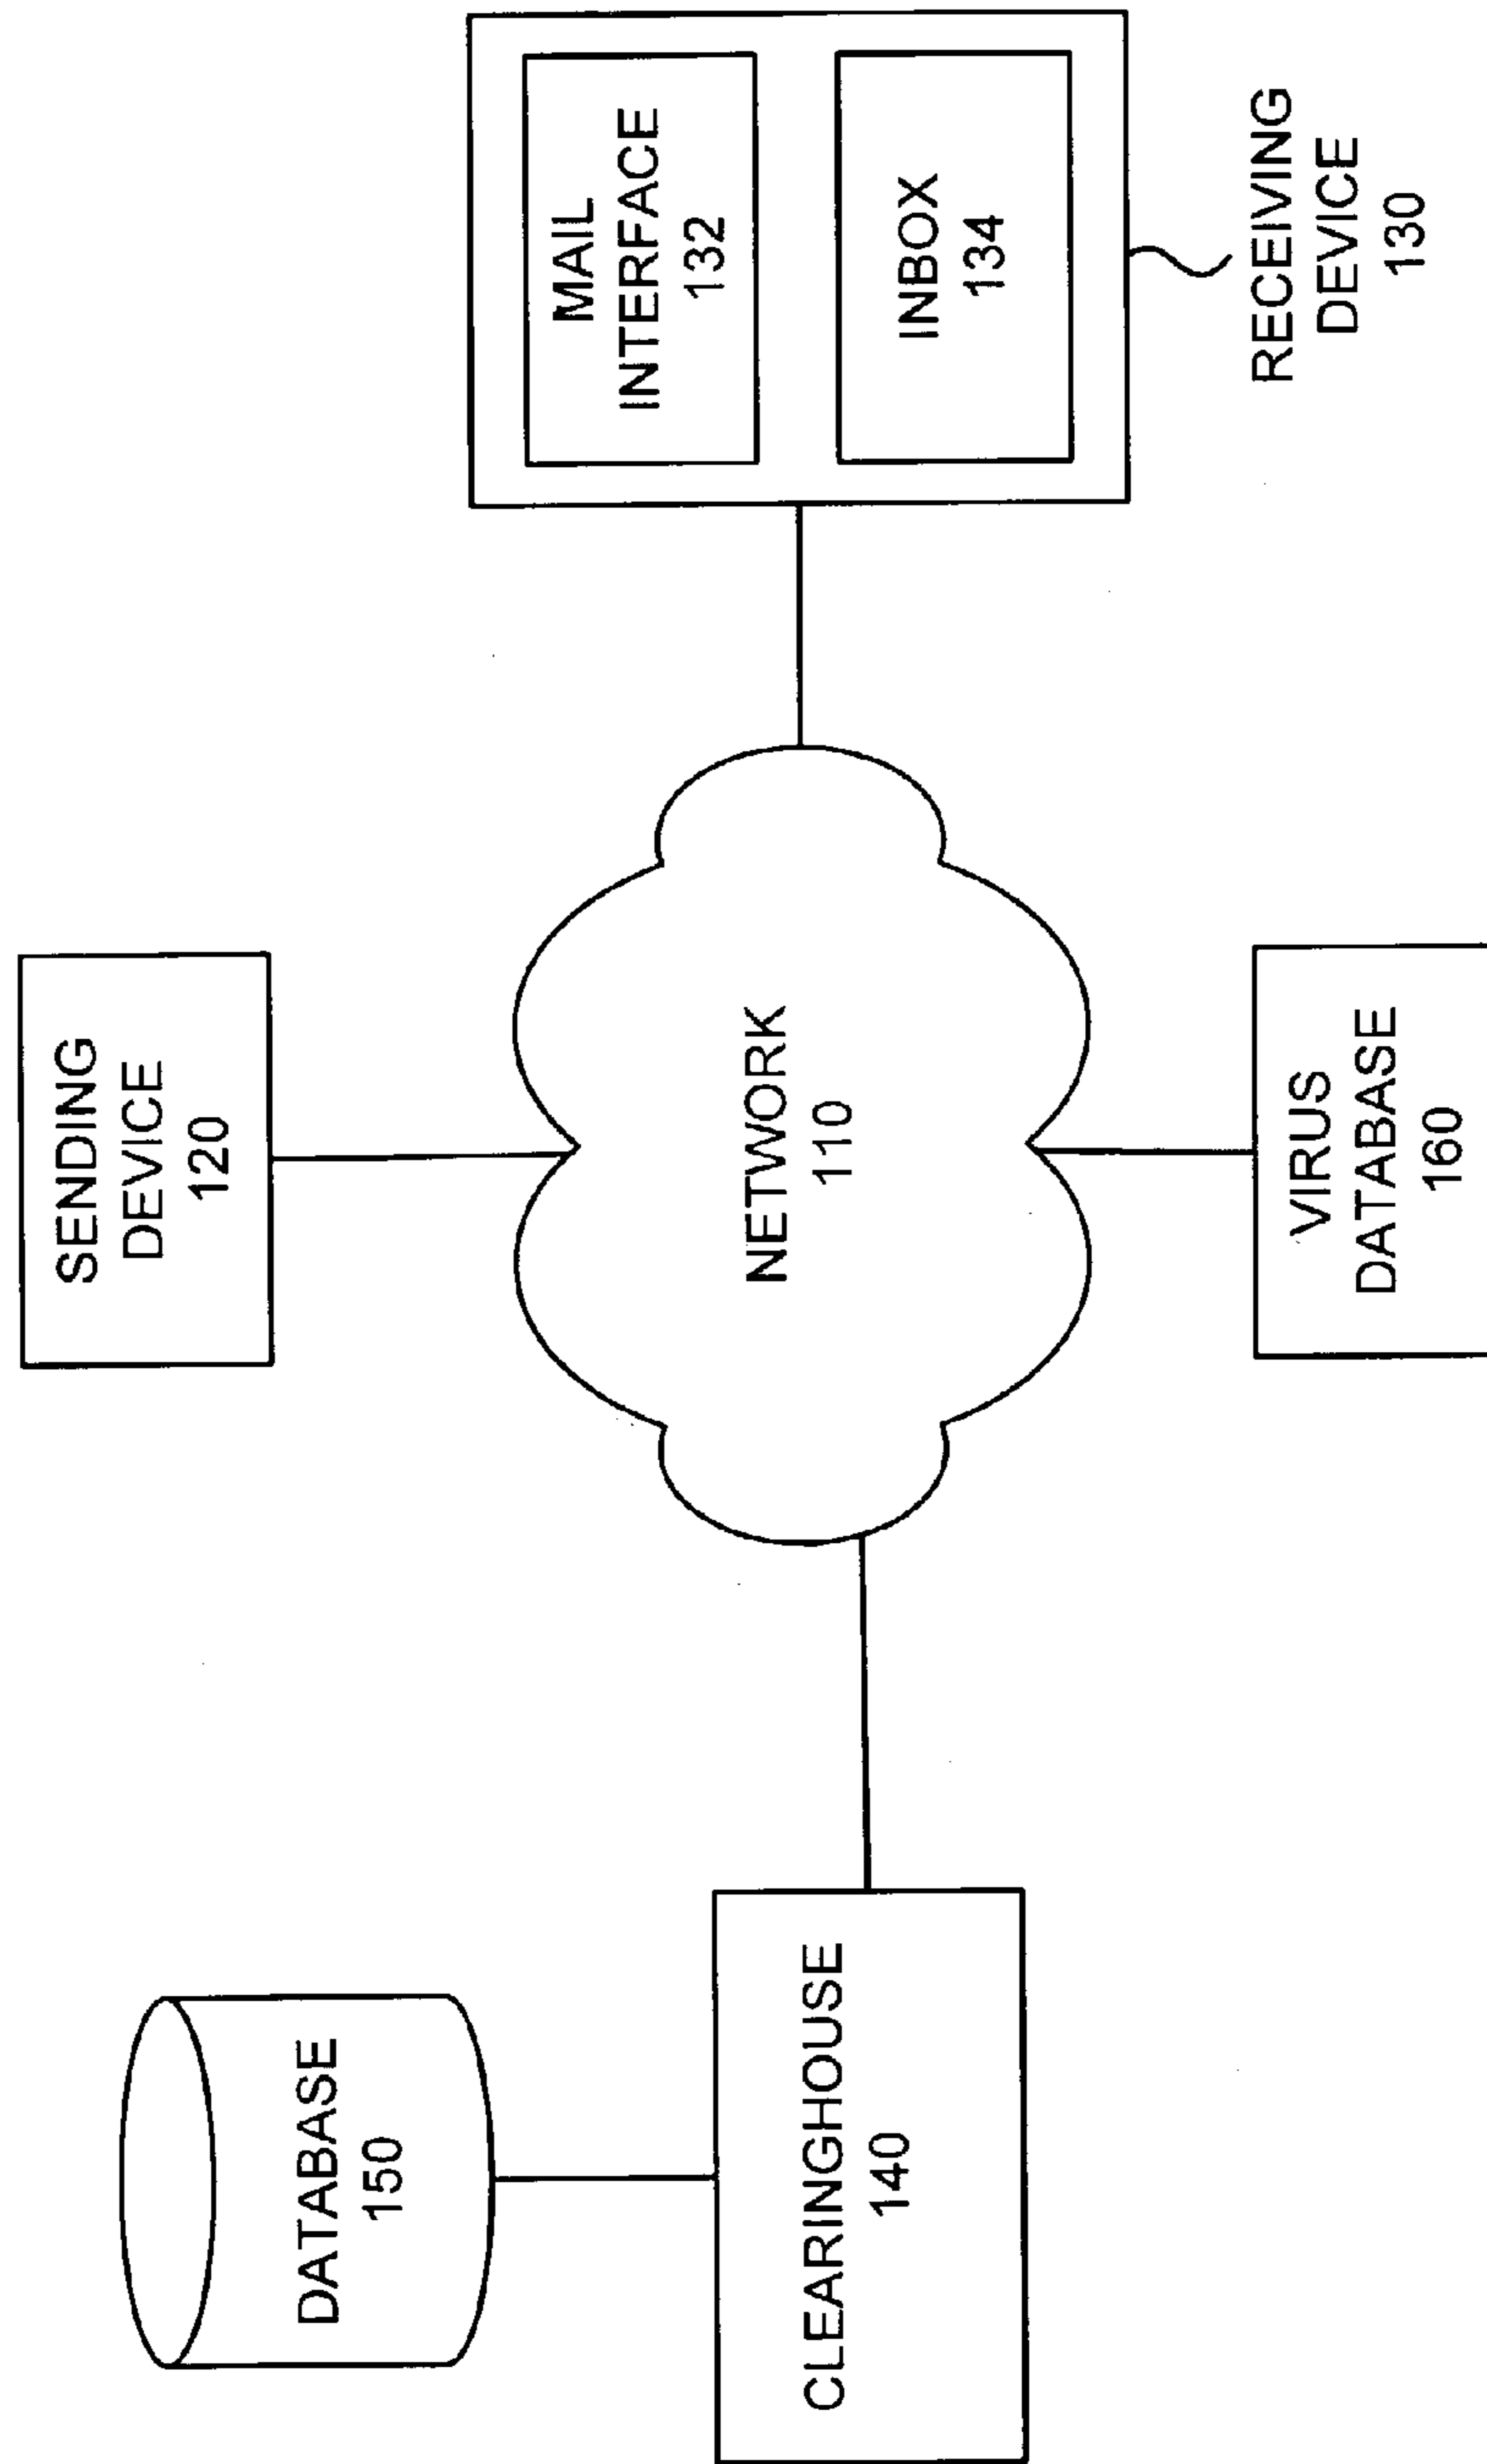 SENDING
DEVICE
120
DATABASE
150
CLEARINGHOUSE
140
NETWORK
110
MAIL
INTERFACE
132
INBOX
134
RECEIVING
DEVICE
130
VIRUS
DATABASE
160